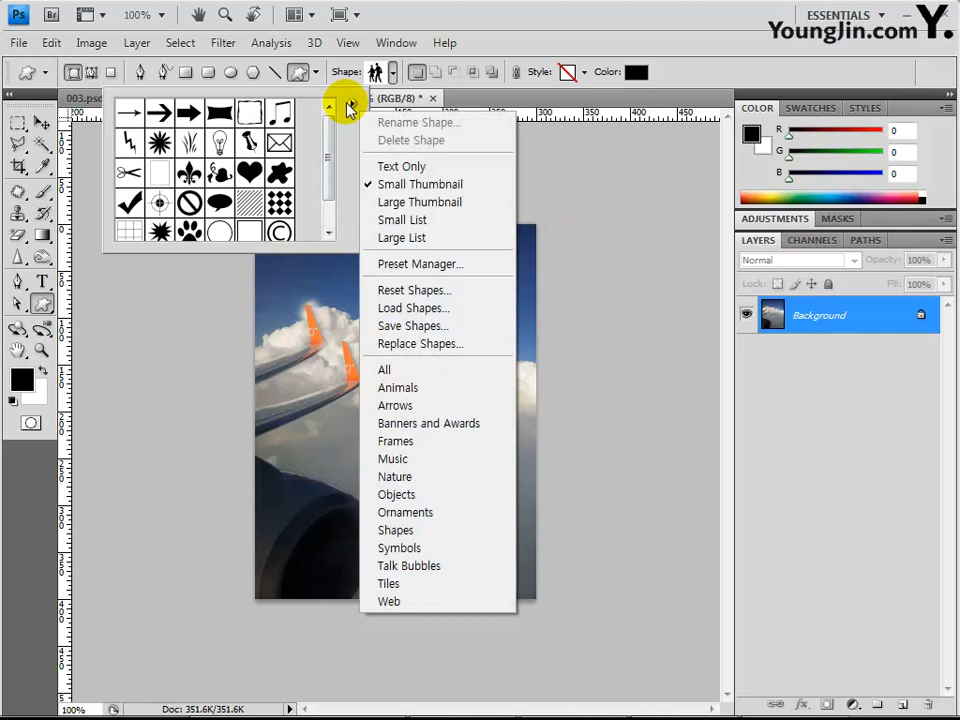 Ps Br 100% ESSENTIALS
YoungJin.com Y.
File Edit Image Layer Select Filter Analysis 3D View Window Help
Shape: Style: Color:
003.psd % (RGB/8) * ×
COLOR SWATCHES STYLES
R 0
G 0
B 0
Rename Shape...
Delete Shape
Text Only
Small Thumbnail
Large Thumbnail
Small List
Large List
Preset Manager...
Reset Shapes...
Load Shapes...
Save Shapes...
Replace Shapes...
All
Animals
Arrows
Banners and Awards
Frames
Music
Nature
Objects
Ornaments
Shapes
Symbols
Talk Bubbles
Tiles
Web
ADJUSTMENTS MASKS
LAYERS CHANNELS PATHS
Normal Opacity: 100%
Lock: Fill: 100%
Background
100% Doc: 351.6K/351.6K